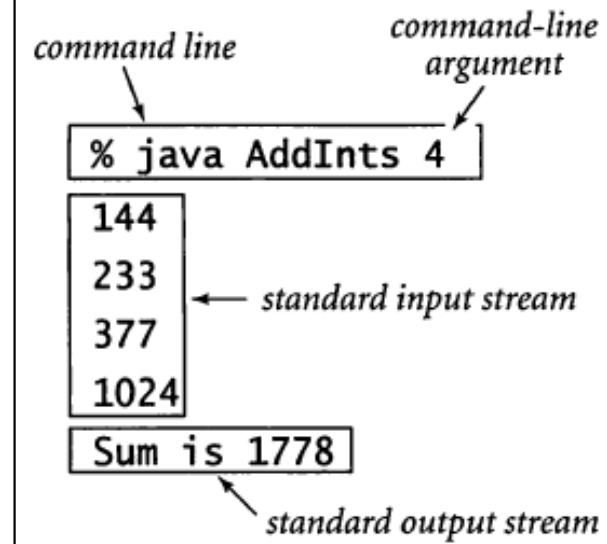 command line
command-line
argument
% java AddInts 4
144
233
377
1024
standard input stream
Sum is 1778
standard output stream